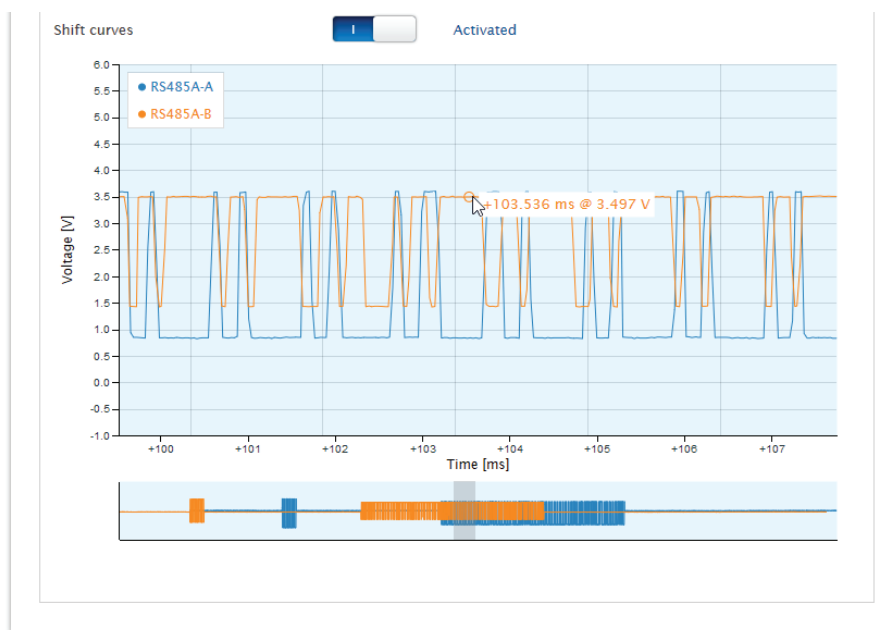 Shift curves
I
Activated
6.0
5.5
5.0
4.5
4.0
3.5
3.0
2.5
2.0
1.5
1.0
0.5
0.0
-0.5
-1.0
Voltage [V]
RS485A-A
RS485A-B
+103.536 ms @ 3.497 V
+100 +101 +102 +103 +104 +105 +106 +107
Time [ms]